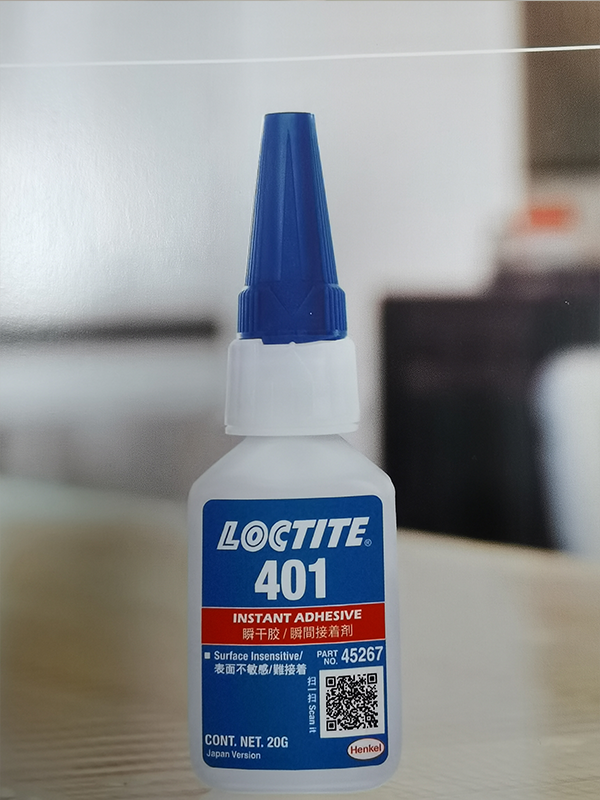 LOCTITE®
401
INSTANT ADHESIVE
瞬干胶 / 瞬間接着剤
■ Surface Insensitive/
表面不敏感/難接着
PART NO. 45267
扫一扫 Scan it
CONT. NET. 20G
Japan Version
Henkel